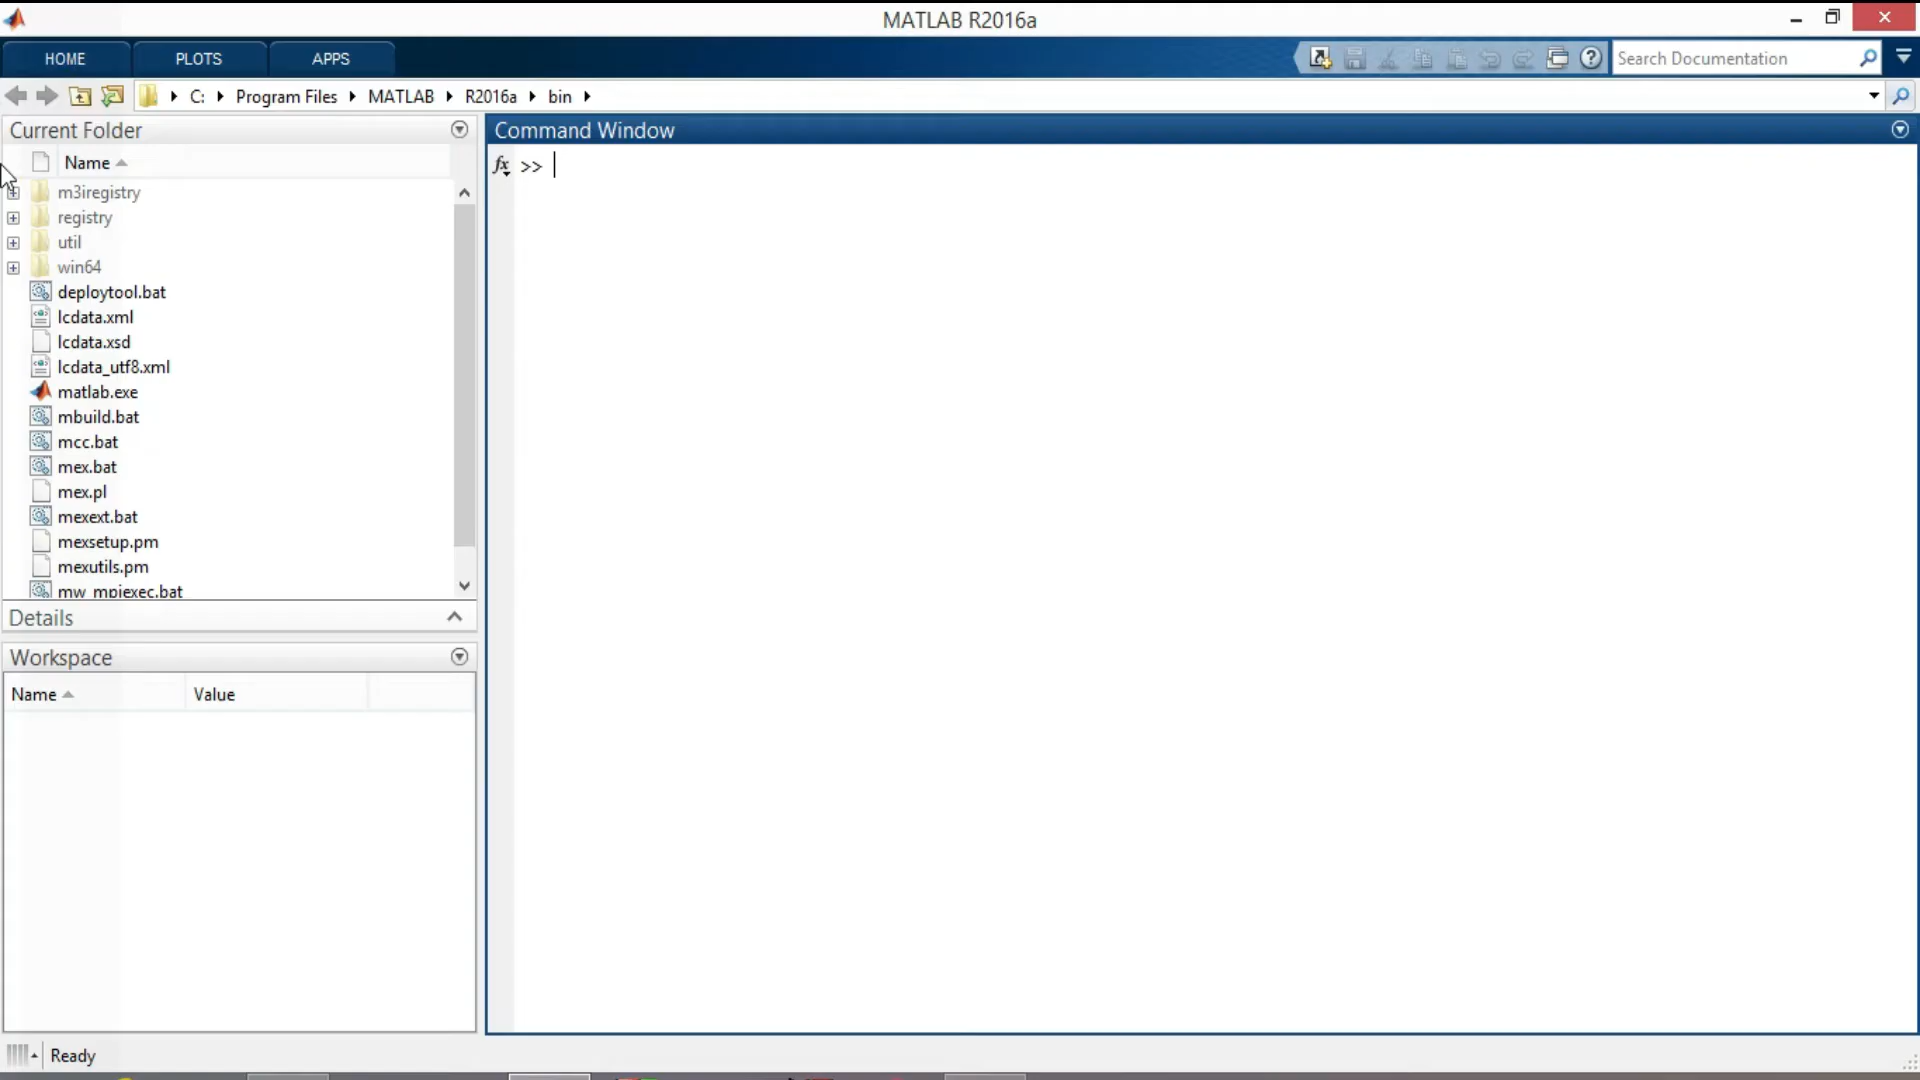 MATLAB R2016a
HOME PLOTS APPS Search Documentation
C: Program Files MATLAB R2016a bin
Current Folder
Name
m3iregistry
registry
util
win64
deploytool.bat
lcdata.xml
lcdata.xsd
lcdata_utf8.xml
matlab.exe
mbuild.bat
mcc.bat
mex.bat
mex.pl
mexext.bat
mexsetup.pm
mexutils.pm
mw_mpiexec.bat
Details
Workspace
Name Value
Command Window
fx >>
Ready